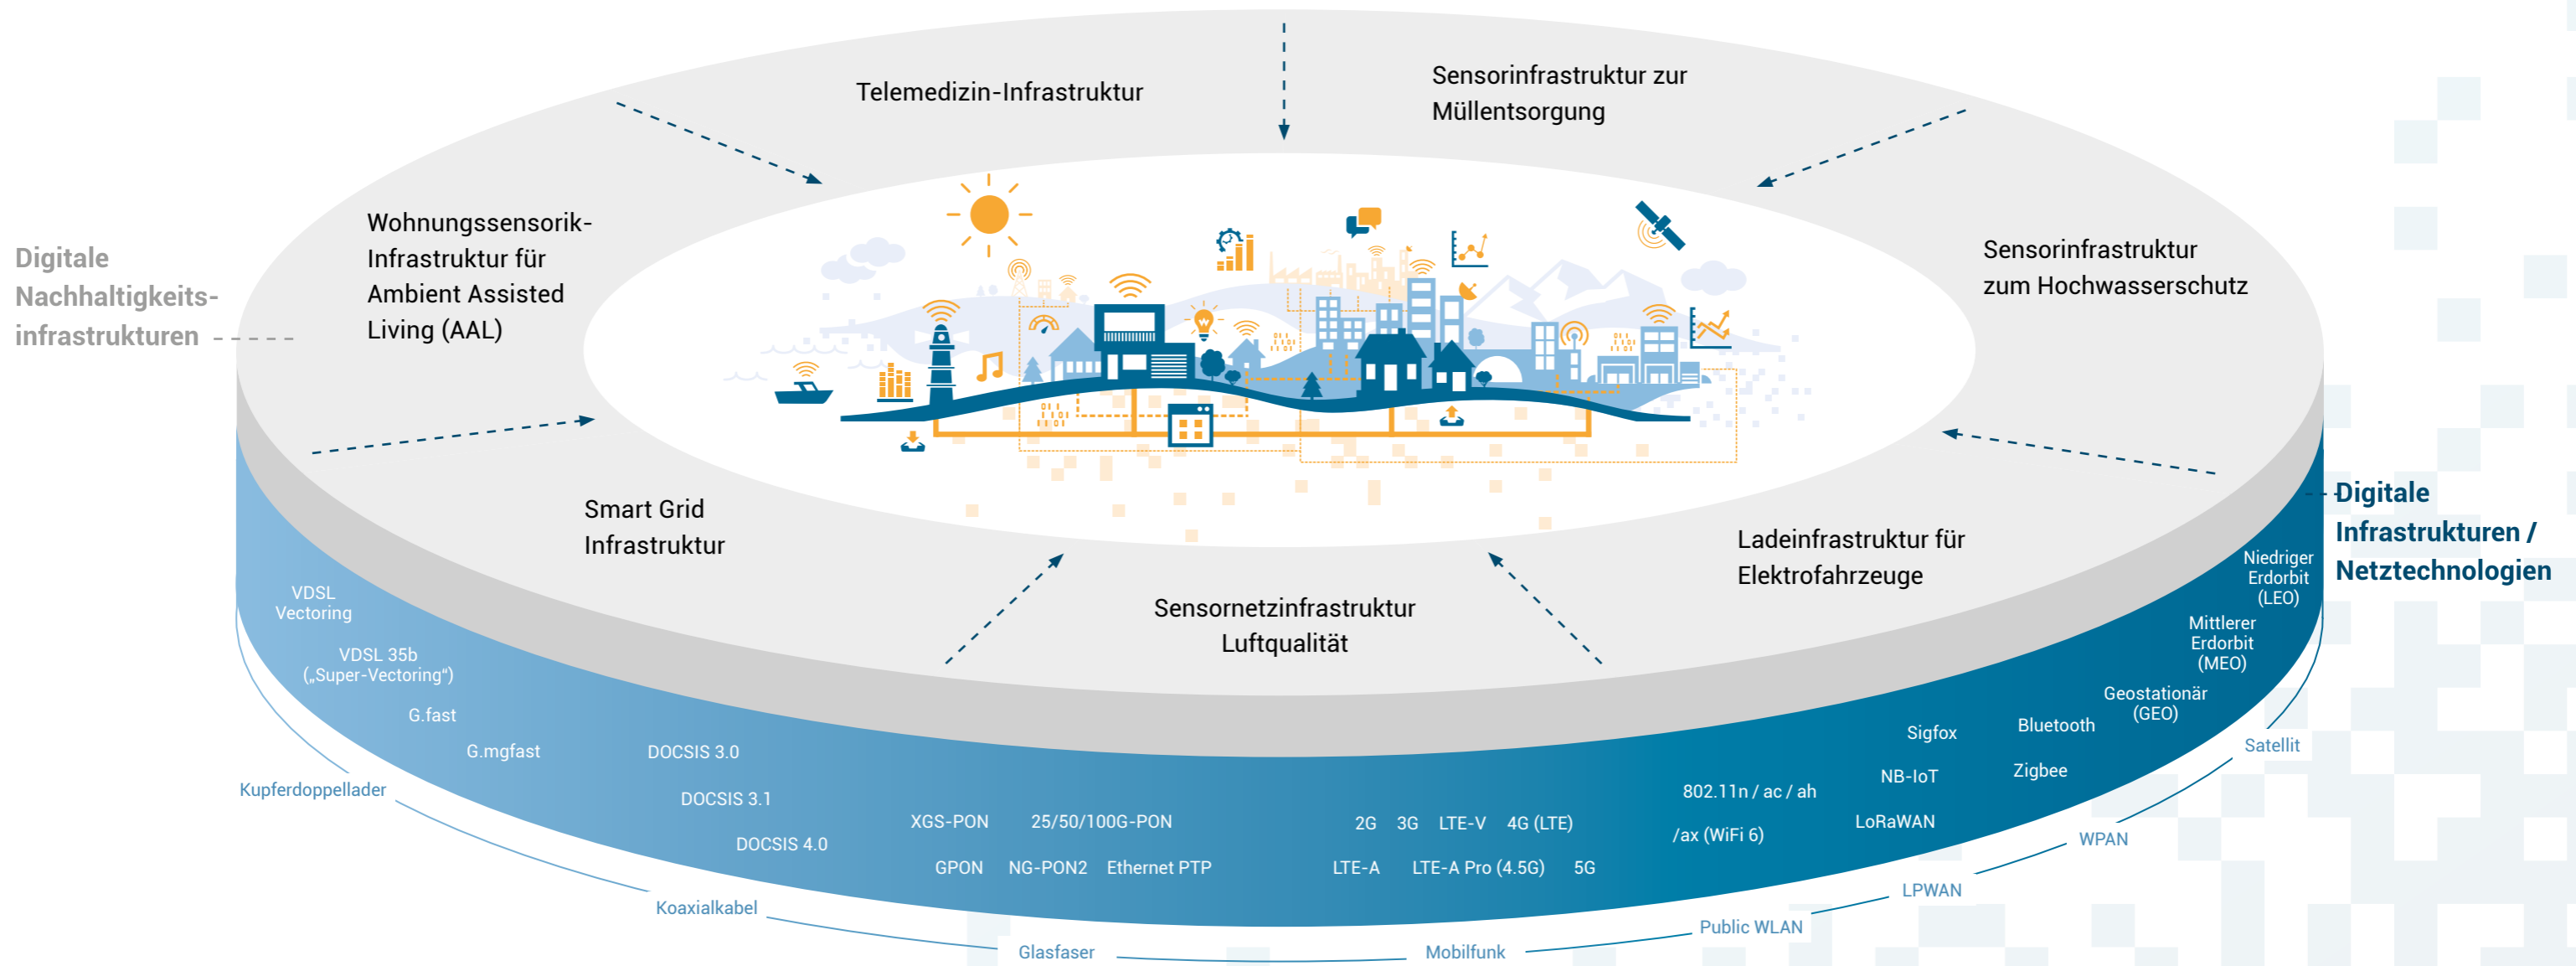 Digitale
Nachhaltigkeits-
infrastrukturen
Telemedizin-Infrastruktur
Sensorinfrastruktur zur
Müllentsorgung
Wohnungssensorik-
Infrastruktur für
Ambient Assisted
Living (AAL)
Sensorinfrastruktur
zum Hochwasserschutz
Smart Grid
Infrastruktur
Sensornetzinfrastruktur
Luftqualität
Ladeinfrastruktur für
Elektrofahrzeuge
Digitale
Infrastrukturen /
Netztechnologien
VDSL
Vectoring
VDSL 35b
(„Super-Vectoring“)
G.fast
G.mgfast
Kupferdoppellader
DOCSIS 3.0
DOCSIS 3.1
DOCSIS 4.0
Koaxialkabel
XGS-PON 25/50/100G-PON
GPON NG-PON2 Ethernet PTP
Glasfaser
2G 3G LTE-V 4G (LTE)
LTE-A LTE-A Pro (4.5G) 5G
Mobilfunk
802.11n / ac / ah
/ax (WiFi 6)
Public WLAN
Sigfox
NB-IoT
LoRaWAN
LPWAN
Bluetooth
Zigbee
WPAN
Niedriger
Erdorbit
(LEO)
Mittlerer
Erdorbit
(MEO)
Geostationär
(GEO)
Satellit